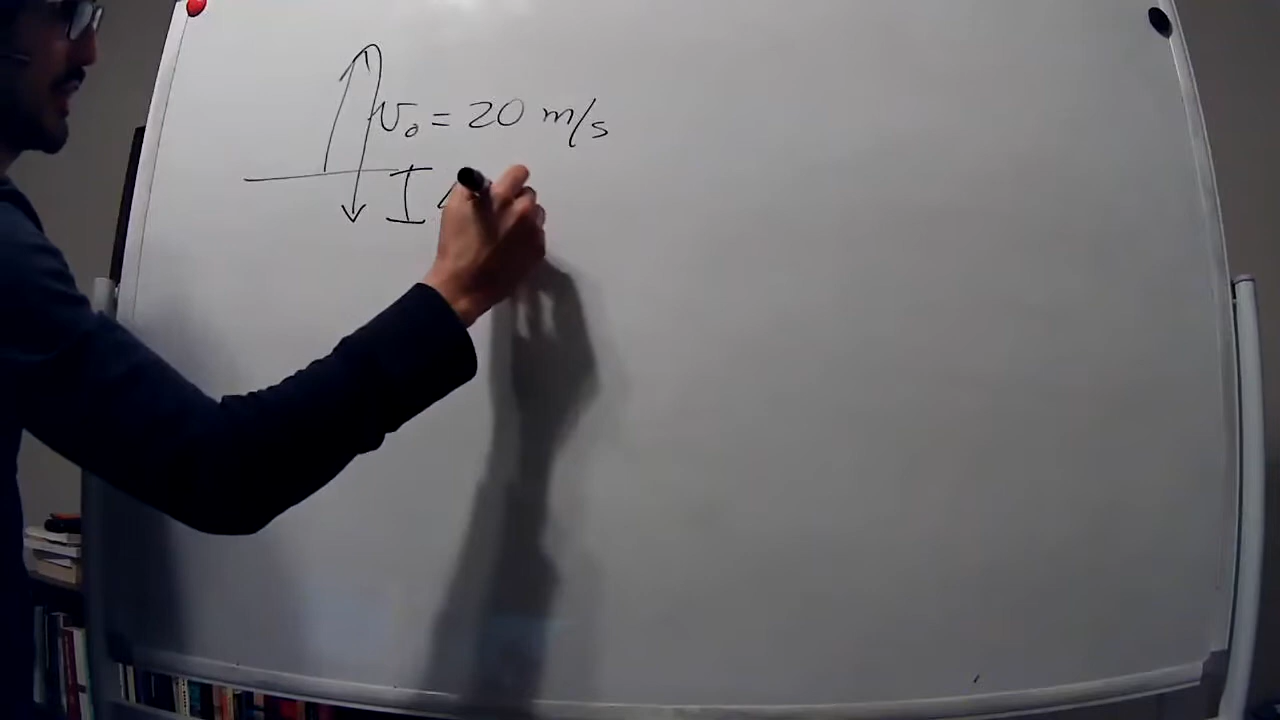 v₀ = 20 m/s